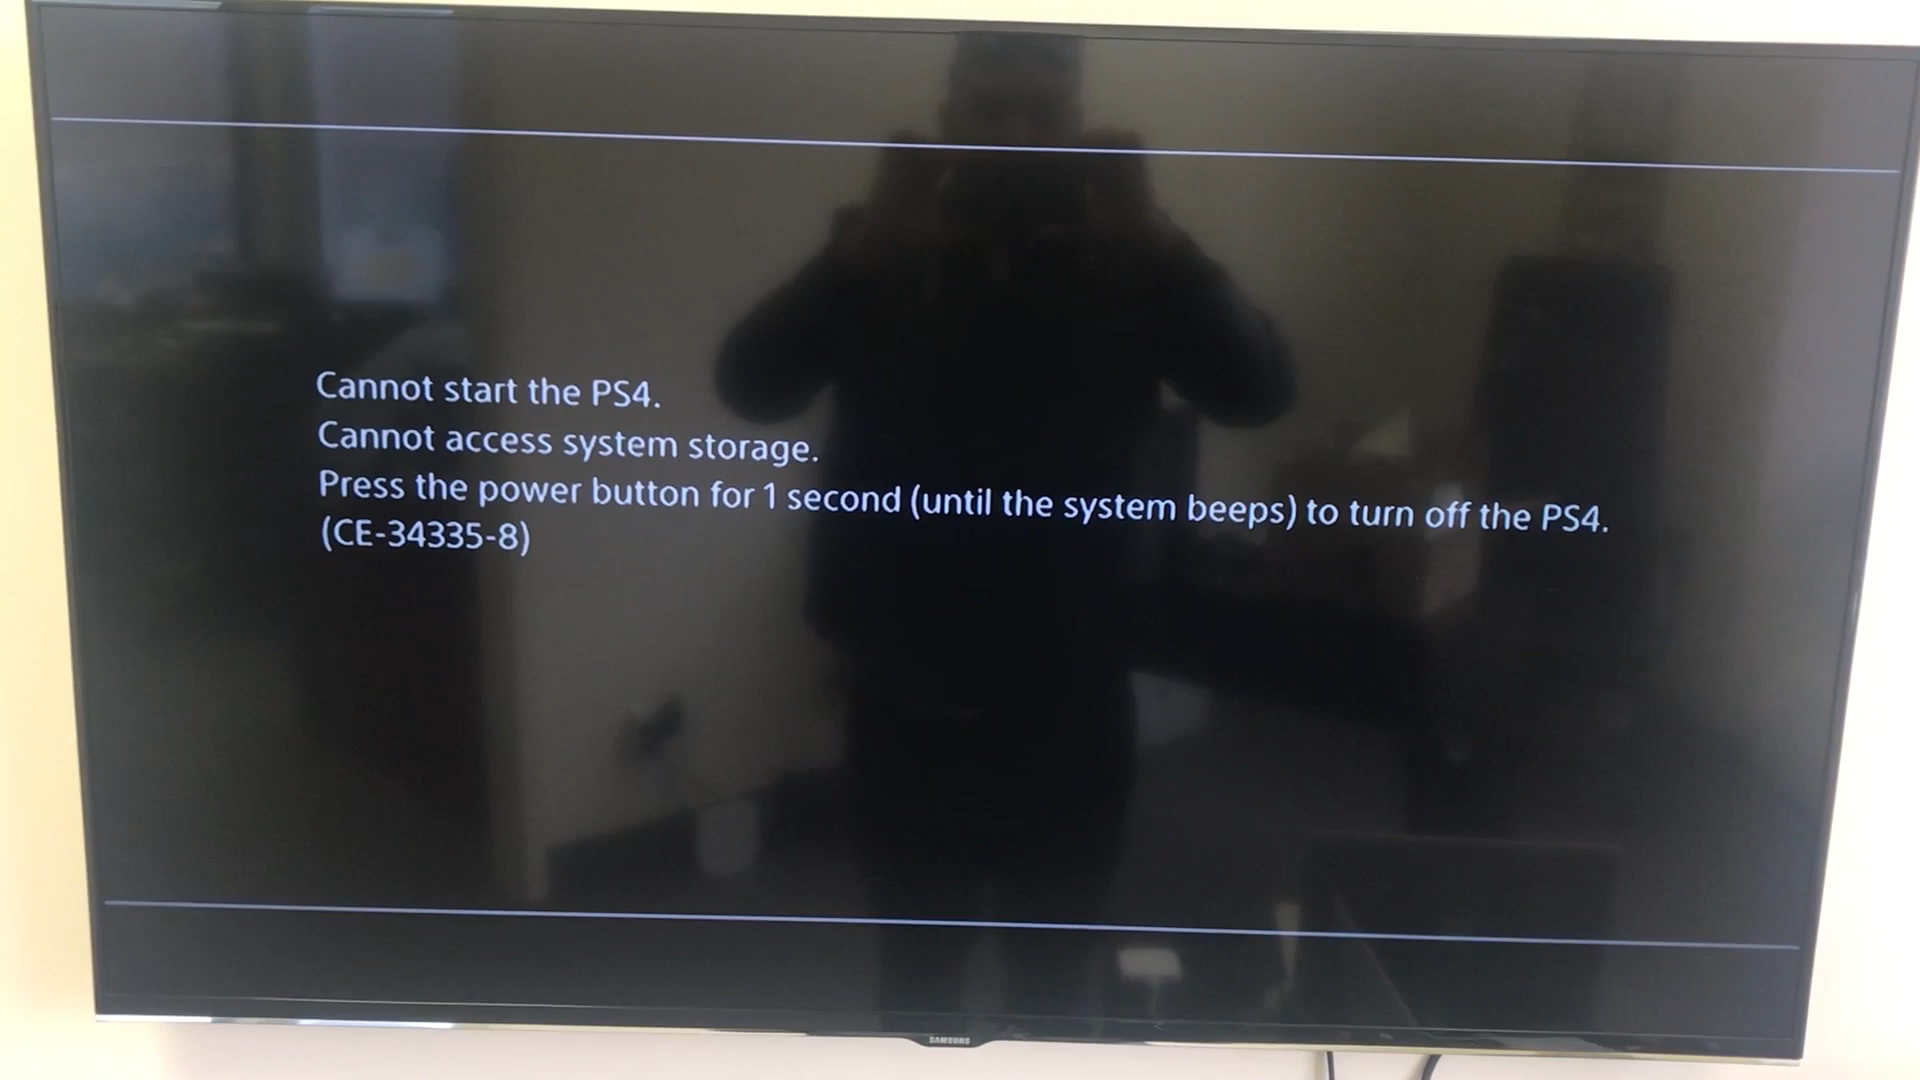 Cannot start the PS4.
Cannot access system storage.
Press the power button for 1 second (until the system beeps) to turn off the PS4.
(CE-34335-8)
SAMSUNG